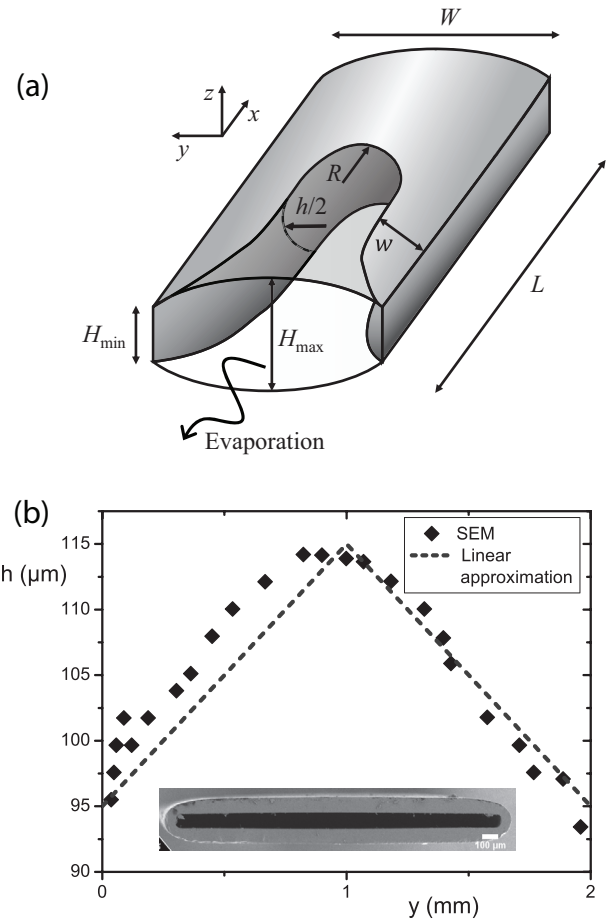 (a)
W
z
x
y
R
h/2
w
L
H_min
H_max
Evaporation
(b)
h (μm)
115
110
105
100
95
90
SEM
Linear
approximation
100 μm
0
1
2
y (mm)